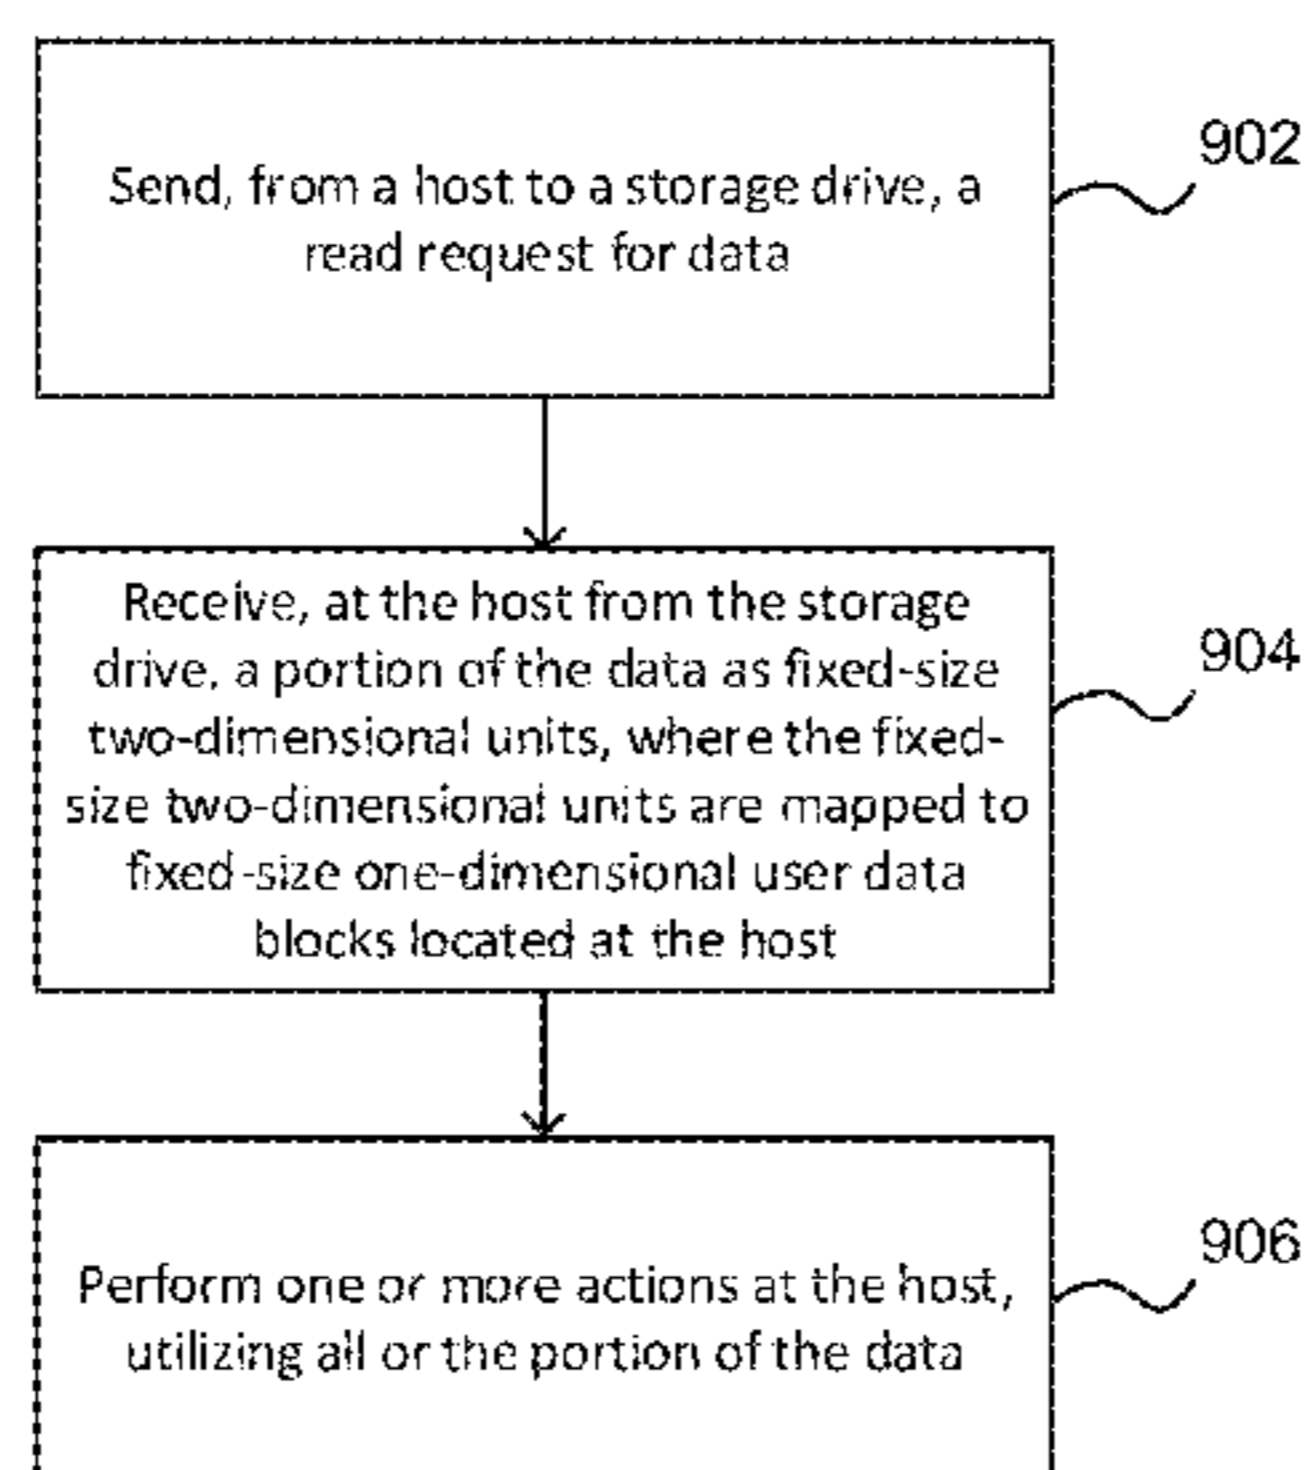 Send, from a host to a storage drive, a
read request for data
902
Receive, at the host from the storage
drive, a portion of the data as fixed-size
two-dimensional units, where the fixed-
size two-dimensional units are mapped to
fixed-size one-dimensional user data
blocks located at the host
904
Perform one or more actions at the host,
utilizing all or the portion of the data
906